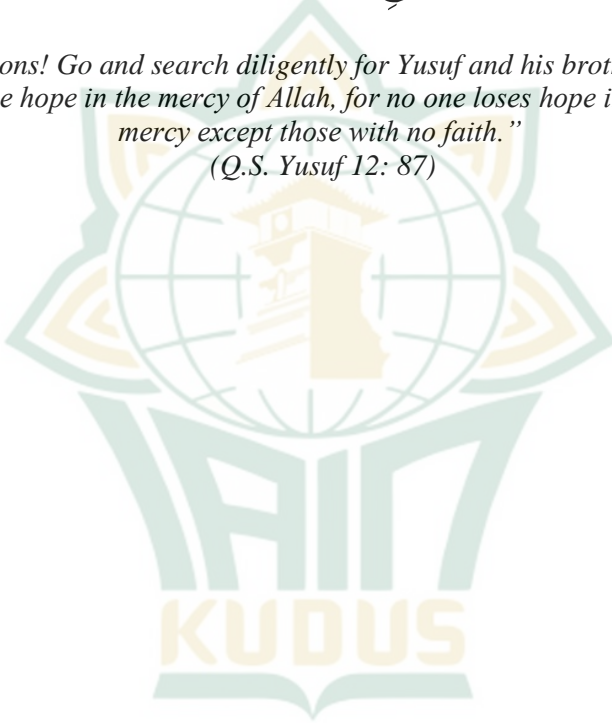 ons! Go and search diligently for Yusuf and his brot
e hope in the mercy of Allah, for no one loses hope i
mercy except those with no faith.”
(Q.S. Yusuf 12: 87)
IAIN
KUDUS